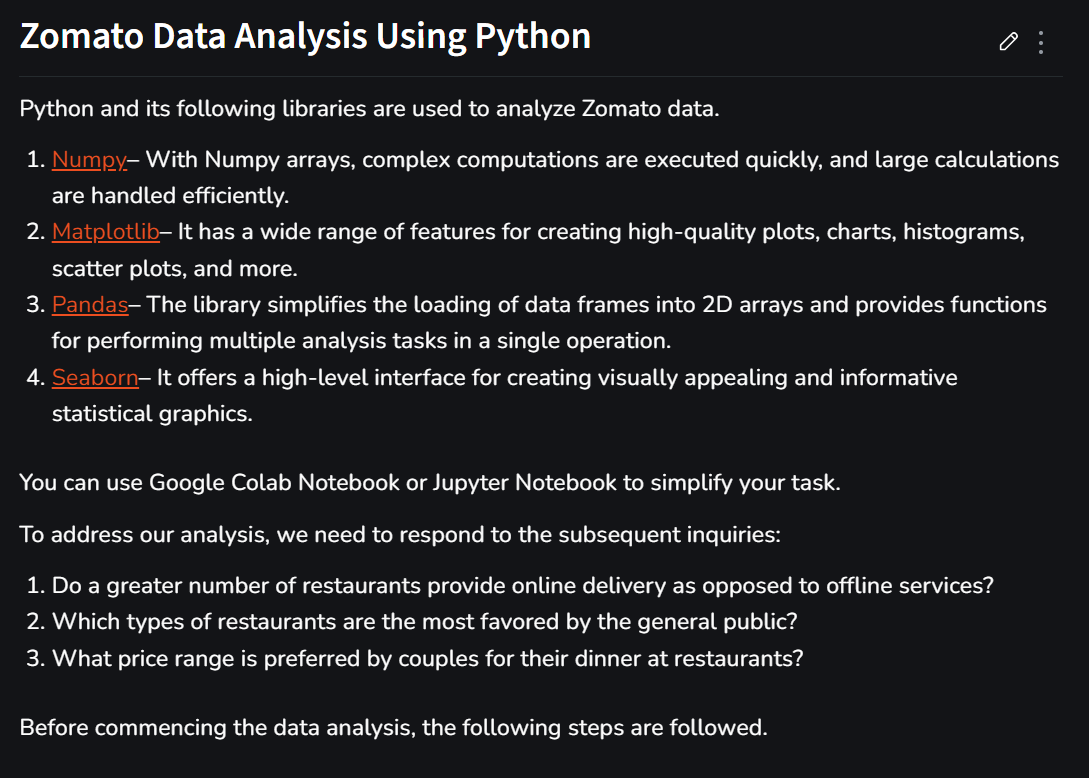 Zomato Data Analysis Using Python
Python and its following libraries are used to analyze Zomato data.
1. Numpy– With Numpy arrays, complex computations are executed quickly, and large calculations
are handled efficiently.
2. Matplotlib– It has a wide range of features for creating high-quality plots, charts, histograms,
scatter plots, and more.
3. Pandas– The library simplifies the loading of data frames into 2D arrays and provides functions
for performing multiple analysis tasks in a single operation.
4. Seaborn– It offers a high-level interface for creating visually appealing and informative
statistical graphics.
You can use Google Colab Notebook or Jupyter Notebook to simplify your task.
To address our analysis, we need to respond to the subsequent inquiries:
1. Do a greater number of restaurants provide online delivery as opposed to offline services?
2. Which types of restaurants are the most favored by the general public?
3. What price range is preferred by couples for their dinner at restaurants?
Before commencing the data analysis, the following steps are followed.